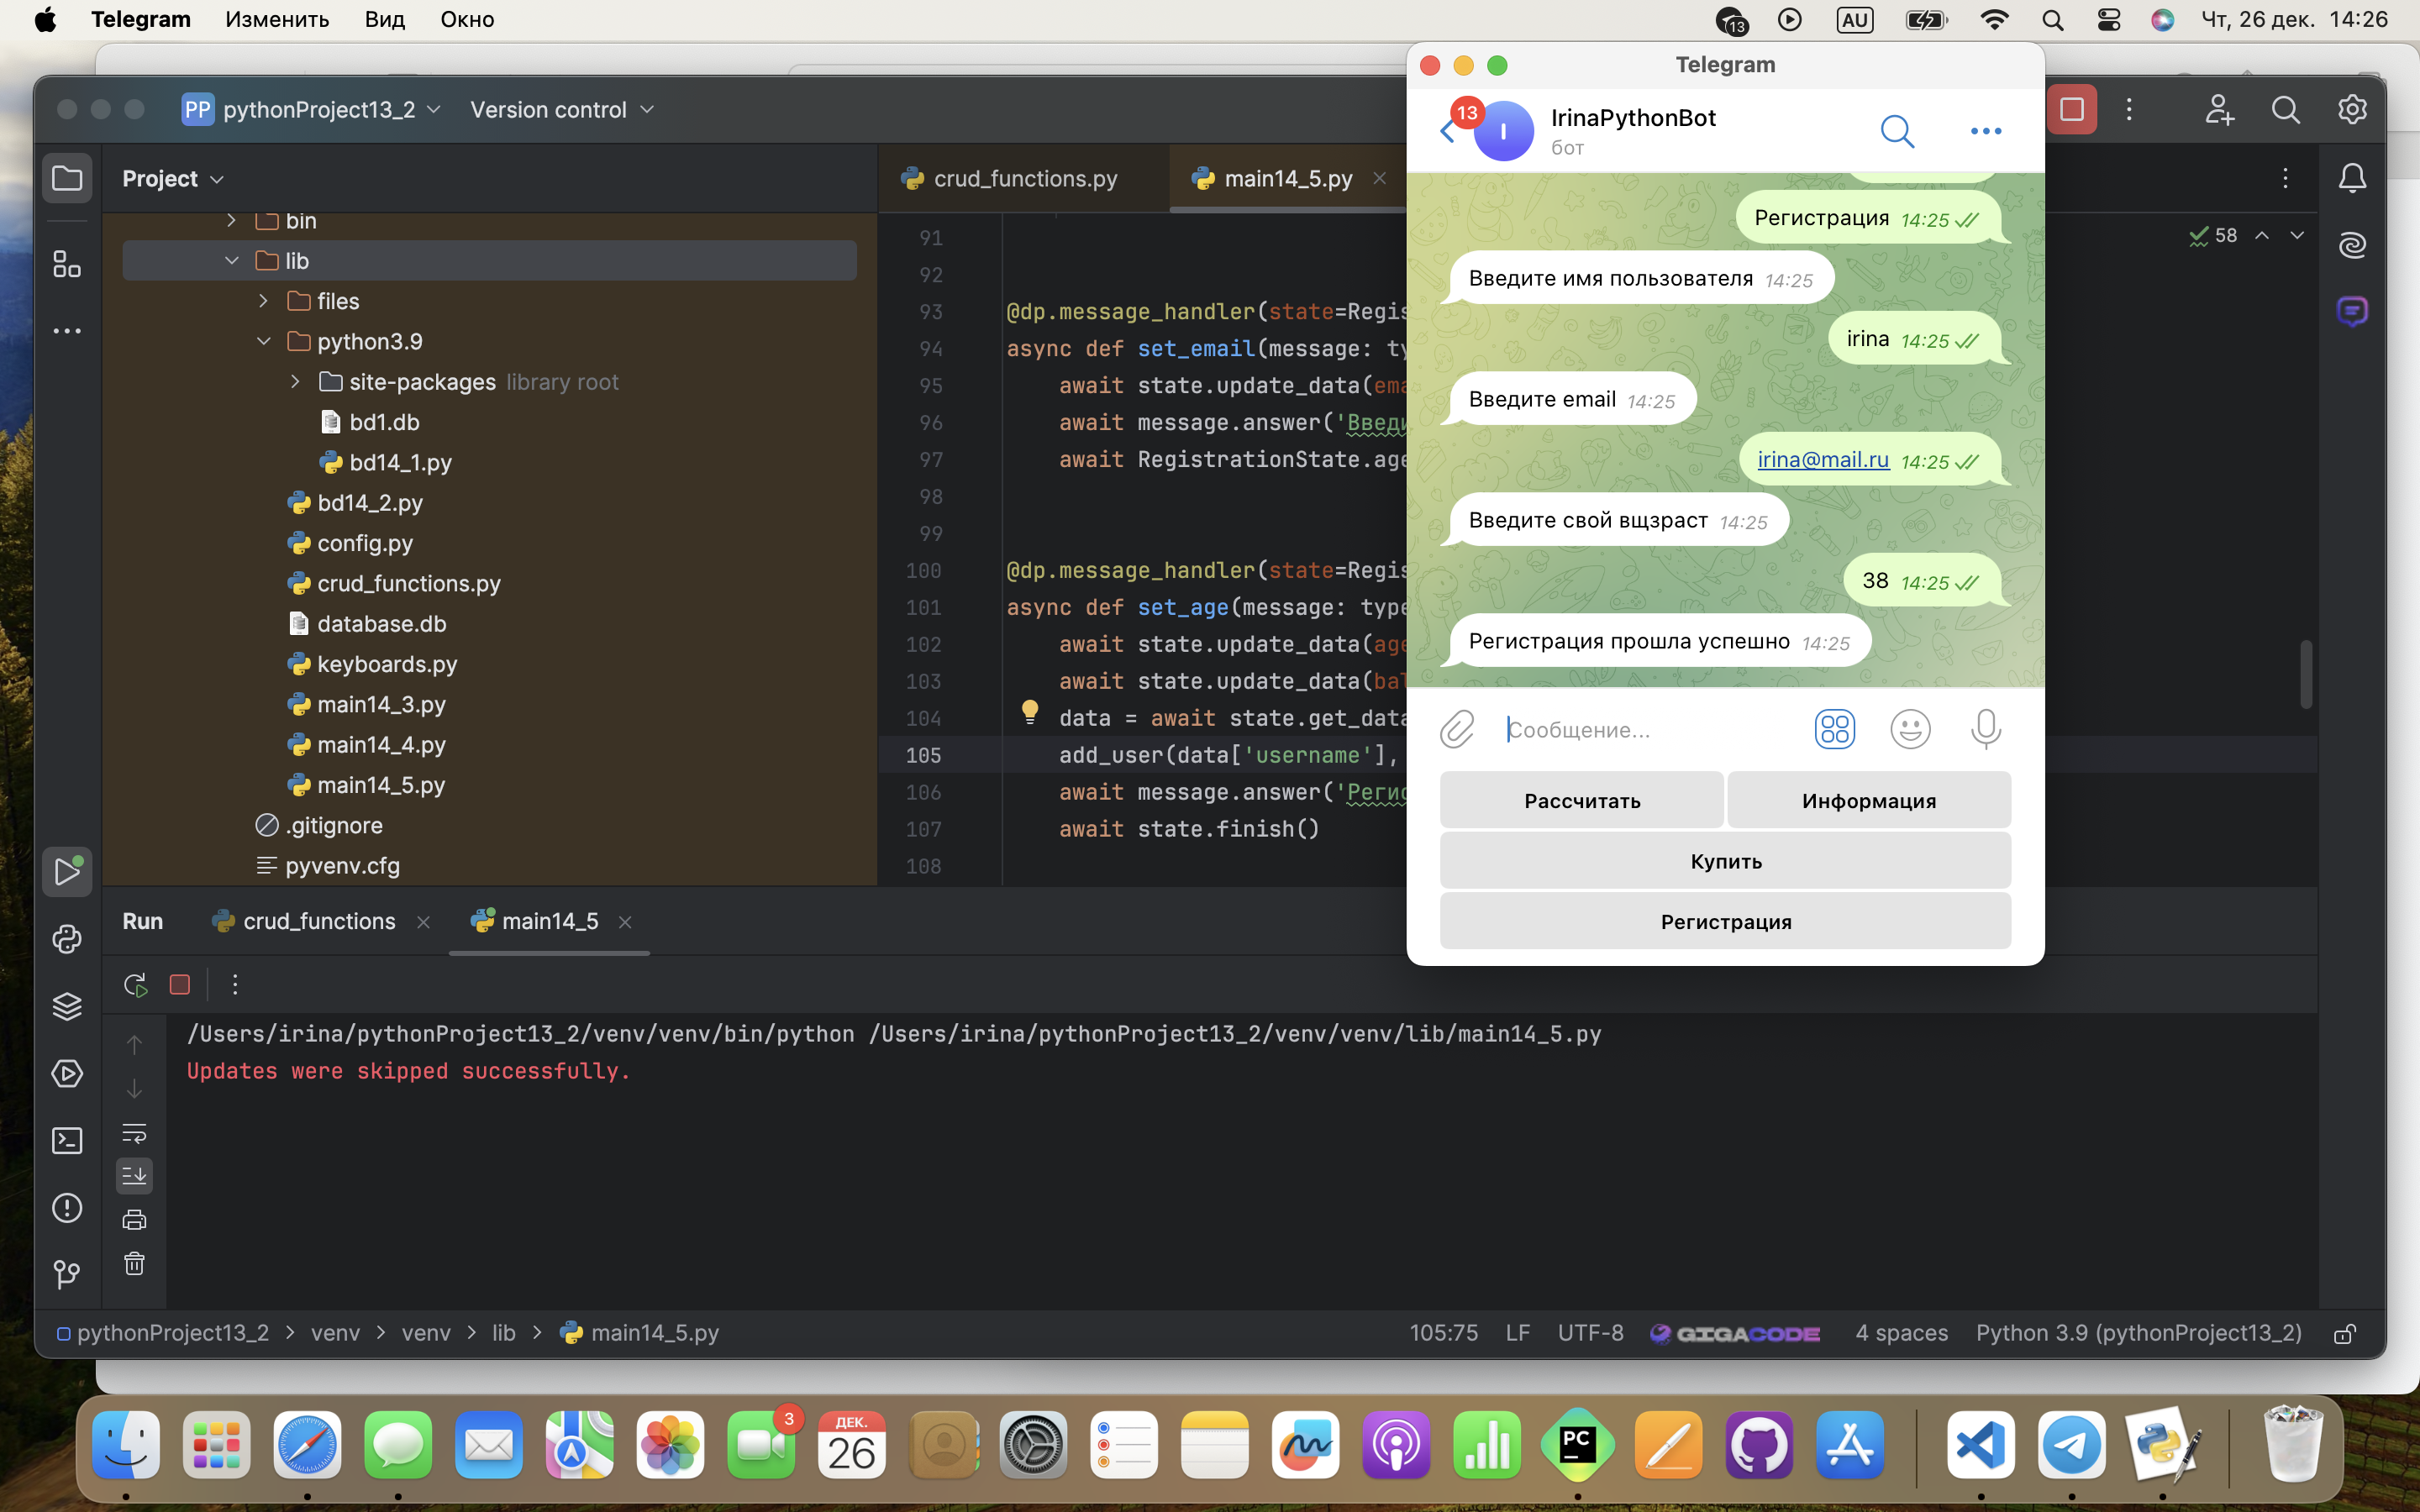 Telegram Изменить Вид Окно
13 AU Чт, 26 дек. 14:26
PP pythonProject13_2 Version control
Project
bin
lib
files
python3.9
site-packages library root
bd1.db
bd14_1.py
bd14_2.py
config.py
crud_functions.py
database.db
keyboards.py
main14_3.py
main14_4.py
main14_5.py
.gitignore
pyvenv.cfg
crud_functions.py main14_5.py
58
91
92
93 @dp.message_handler(state=Regis
94 async def set_email(message: ty
95 await state.update_data(ema
96 await message.answer('Введи
97 await RegistrationState.age
98
99
100 @dp.message_handler(state=Regis
101 async def set_age(message: type
102 await state.update_data(age
103 await state.update_data(bal
104 data = await state.get_data
105 add_user(data['username'],
106 await message.answer('Регис
107 await state.finish()
108
Telegram
13 I IrinaPythonBot
бот
Регистрация 14:25
Введите имя пользователя 14:25
irina 14:25
Введите email 14:25
irina@mail.ru 14:25
Введите свой вщзраст 14:25
38 14:25
Регистрация прошла успешно 14:25
Сообщение...
Рассчитать Информация
Купить
Регистрация
Run crud_functions main14_5
/Users/irina/pythonProject13_2/venv/venv/bin/python /Users/irina/pythonProject13_2/venv/venv/lib/main14_5.py
Updates were skipped successfully.
pythonProject13_2 > venv > venv > lib > main14_5.py
105:75 LF UTF-8 GIGACODE 4 spaces Python 3.9 (pythonProject13_2)
3 ДЕК.
26 PC